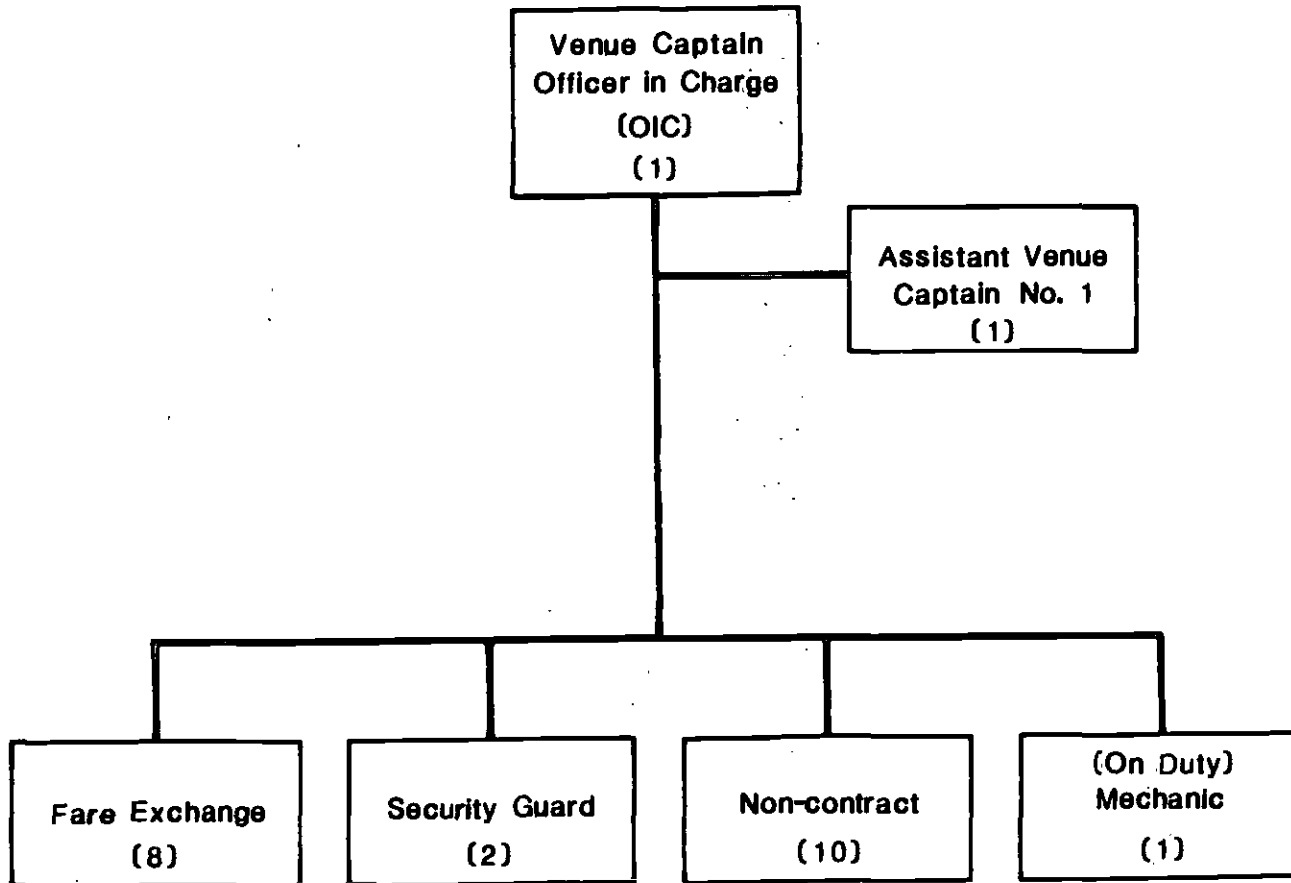 Venue Captain
Officer in Charge
(OIC)
(1)
Assistant Venue
Captain No. 1
(1)
Fare Exchange
(8)
Security Guard
(2)
Non-contract
(10)
(On Duty)
Mechanic
(1)